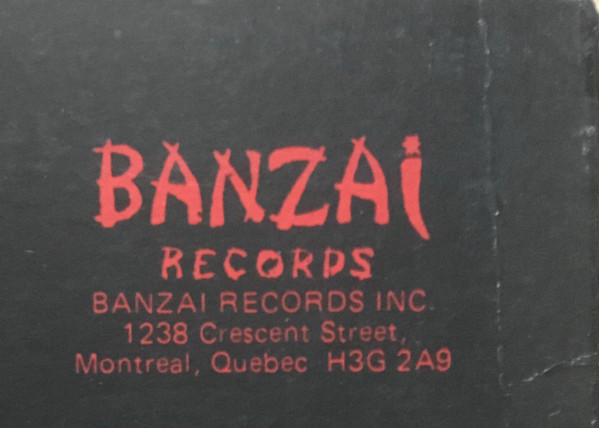 BANZAi
RECORDS
BANZAI RECORDS INC.
1238 Crescent Street,
Montreal, Quebec H3G 2A9